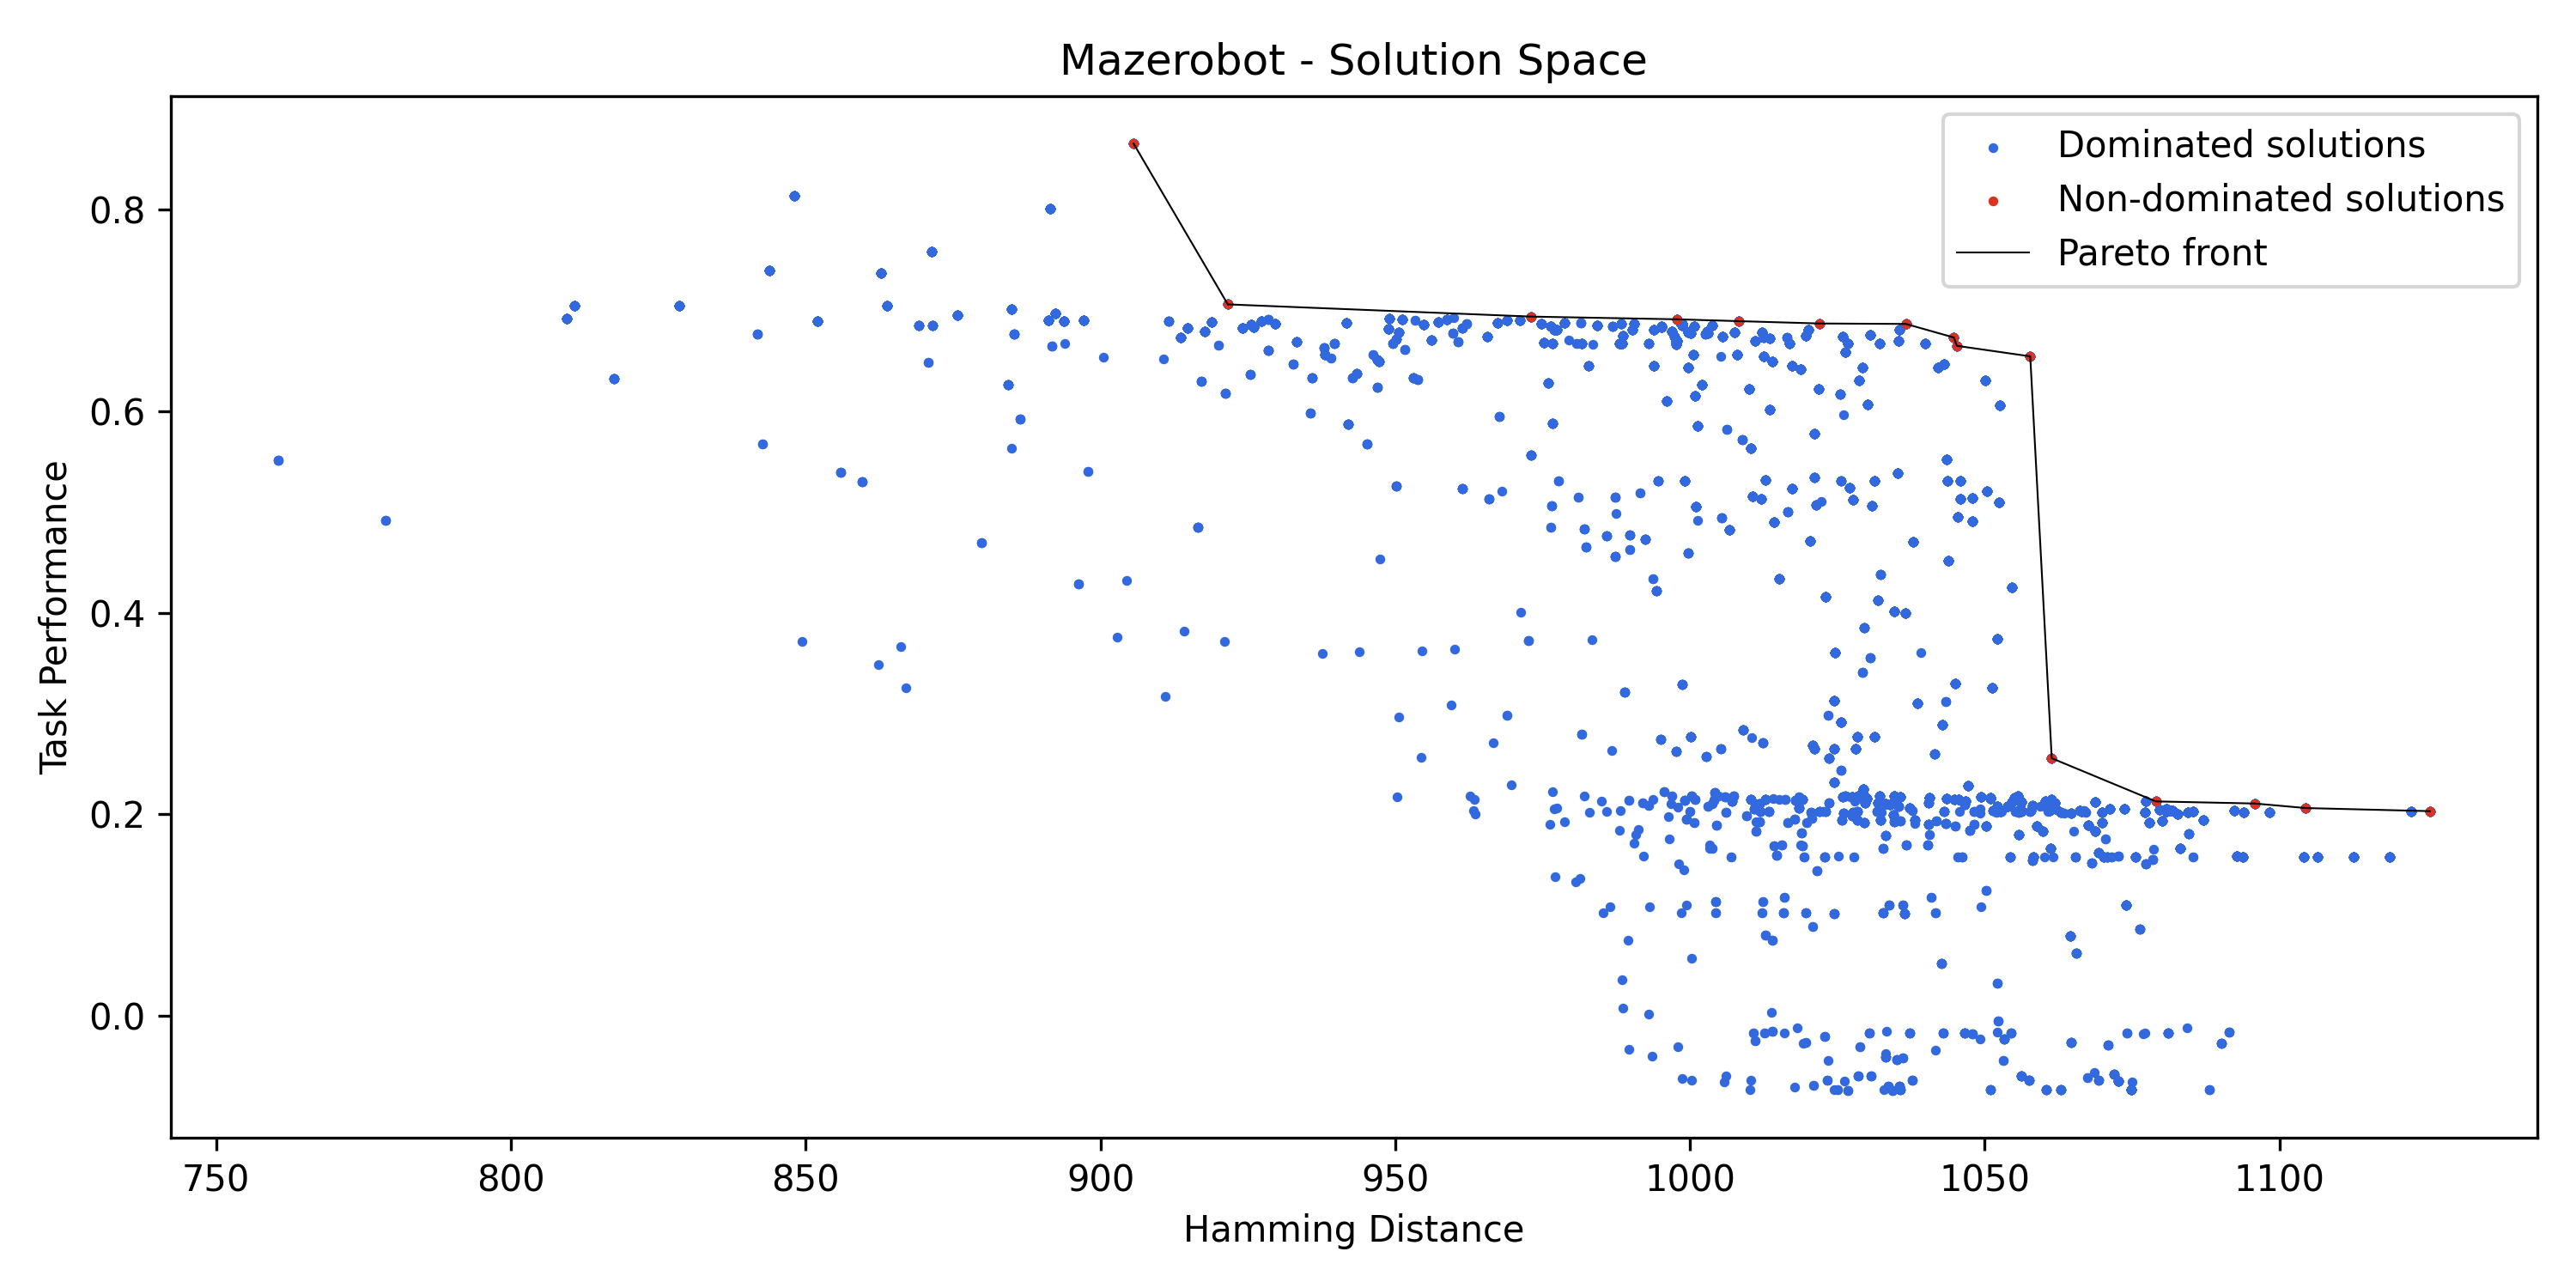 Mazerobot - Solution Space
Dominated solutions
Non-dominated solutions
Pareto front
Task Performance
0.8
0.6
0.4
0.2
0.0
750 800 850 900 950 1000 1050 1100
Hamming Distance